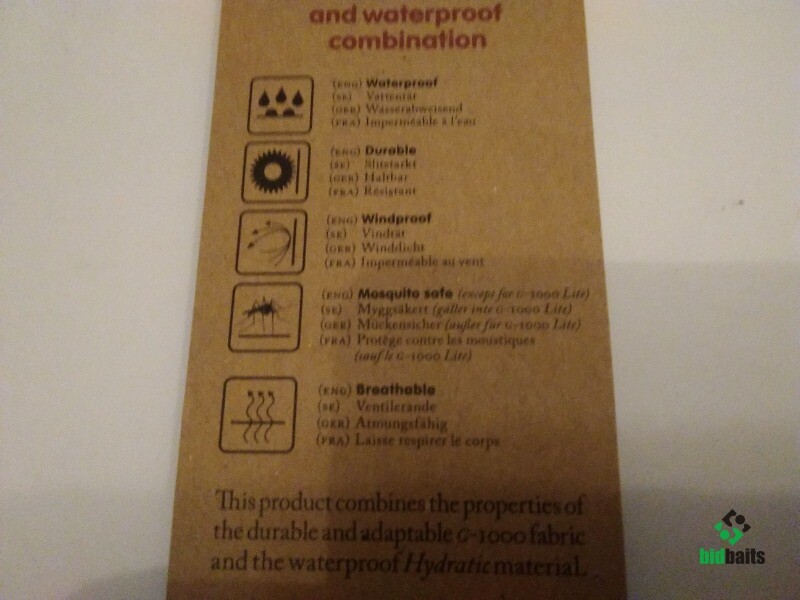 and waterproof
combination
(ENG) Waterproof
(SE) Vattentät
(GER) Wasserabweisend
(FRA) Imperméable à l'eau
(ENG) Durable
(SE) Slitstarkt
(GER) Haltbar
(FRA) Résistant
(ENG) Windproof
(SE) Vindtät
(GER) Winddicht
(FRA) Imperméable au vent
(ENG) Mosquito safe (except for G-1000 Lite)
(SE) Myggsäkert (gäller inte G-1000 Lite)
(GER) Mückensicher (außer für G-1000 Lite)
(FRA) Protège contre les moustiques
(sauf le G-1000 Lite)
(ENG) Breathable
(SE) Ventilerande
(GER) Atmungsfähig
(FRA) Laisse respirer le corps
This product combines the properties of
the durable and adaptable G-1000 fabric
and the waterproof Hydratic material.
bidbaits